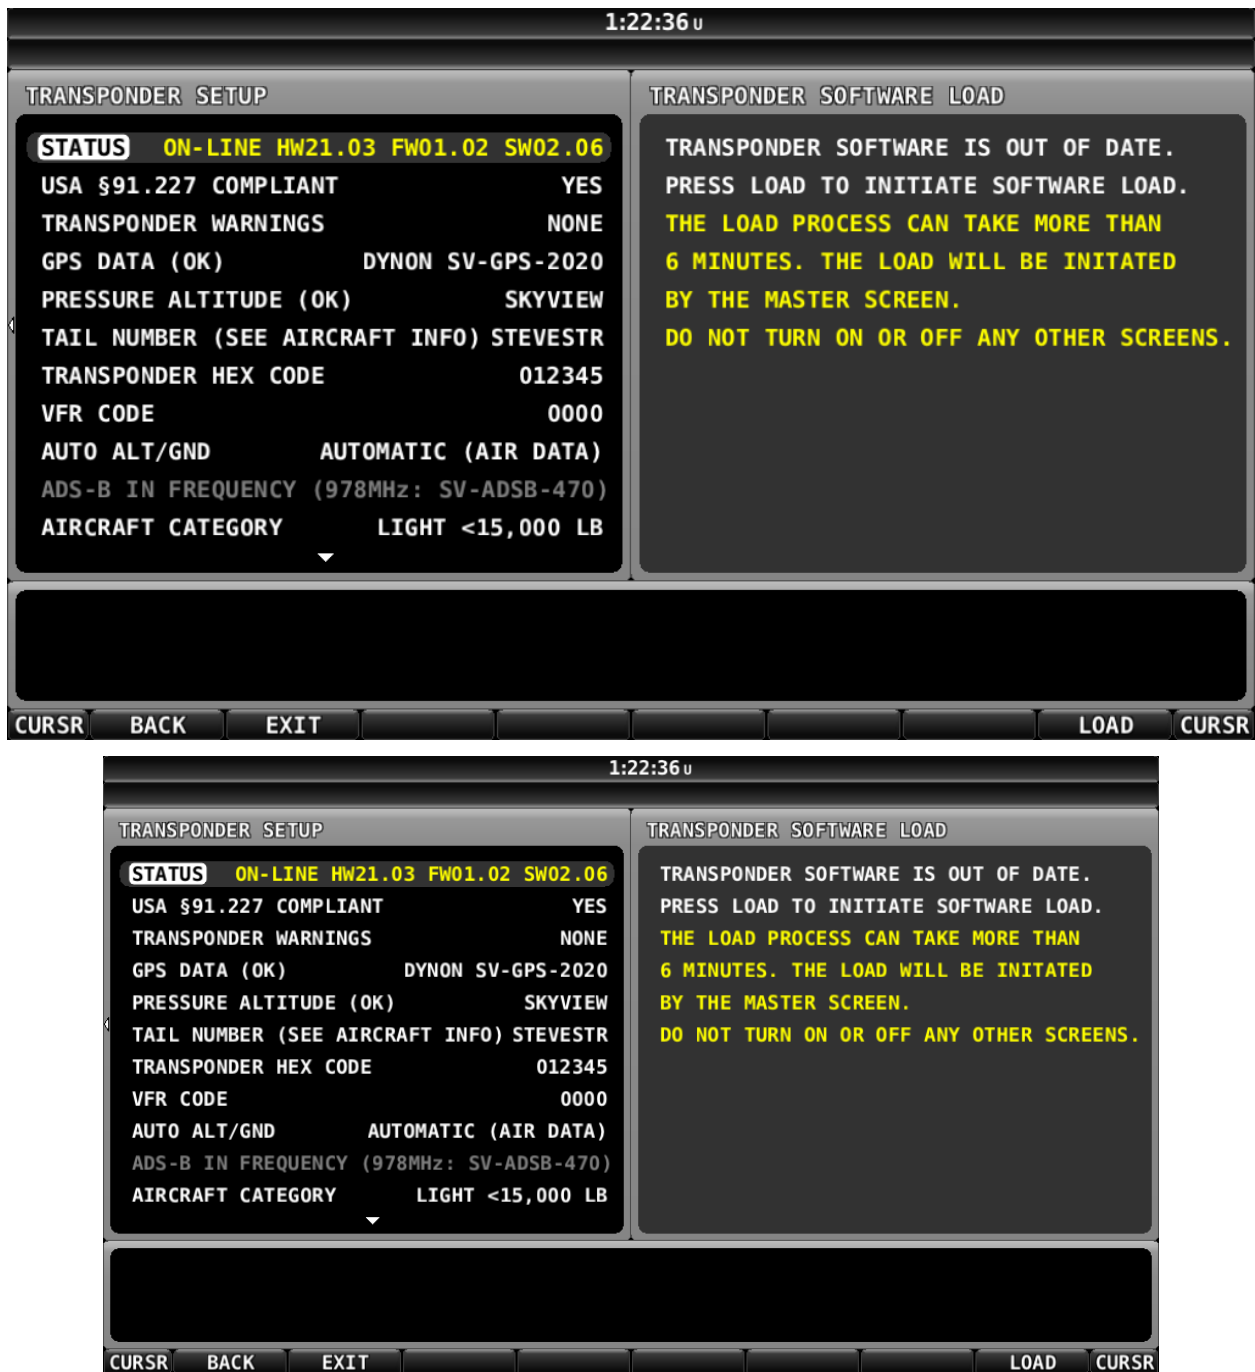 1:22:36 U
TRANSPONDER SETUP
STATUS ON-LINE HW21.03 FW01.02 SW02.06
USA §91.227 COMPLIANT YES
TRANSPONDER WARNINGS NONE
GPS DATA (OK) DYNON SV-GPS-2020
PRESSURE ALTITUDE (OK) SKYVIEW
TAIL NUMBER (SEE AIRCRAFT INFO) STEVESTR
TRANSPONDER HEX CODE 012345
VFR CODE 0000
AUTO ALT/GND AUTOMATIC (AIR DATA)
ADS-B IN FREQUENCY (978MHz: SV-ADSB-470)
AIRCRAFT CATEGORY LIGHT <15,000 LB
TRANSPONDER SOFTWARE LOAD
TRANSPONDER SOFTWARE IS OUT OF DATE.
PRESS LOAD TO INITIATE SOFTWARE LOAD.
THE LOAD PROCESS CAN TAKE MORE THAN
6 MINUTES. THE LOAD WILL BE INITATED
BY THE MASTER SCREEN.
DO NOT TURN ON OR OFF ANY OTHER SCREENS.
CURSR BACK EXIT LOAD CURSR
1:22:36 U
TRANSPONDER SETUP
STATUS ON-LINE HW21.03 FW01.02 SW02.06
USA §91.227 COMPLIANT YES
TRANSPONDER WARNINGS NONE
GPS DATA (OK) DYNON SV-GPS-2020
PRESSURE ALTITUDE (OK) SKYVIEW
TAIL NUMBER (SEE AIRCRAFT INFO) STEVESTR
TRANSPONDER HEX CODE 012345
VFR CODE 0000
AUTO ALT/GND AUTOMATIC (AIR DATA)
ADS-B IN FREQUENCY (978MHz: SV-ADSB-470)
AIRCRAFT CATEGORY LIGHT <15,000 LB
TRANSPONDER SOFTWARE LOAD
TRANSPONDER SOFTWARE IS OUT OF DATE.
PRESS LOAD TO INITIATE SOFTWARE LOAD.
THE LOAD PROCESS CAN TAKE MORE THAN
6 MINUTES. THE LOAD WILL BE INITATED
BY THE MASTER SCREEN.
DO NOT TURN ON OR OFF ANY OTHER SCREENS.
CURSR BACK EXIT LOAD CURSR